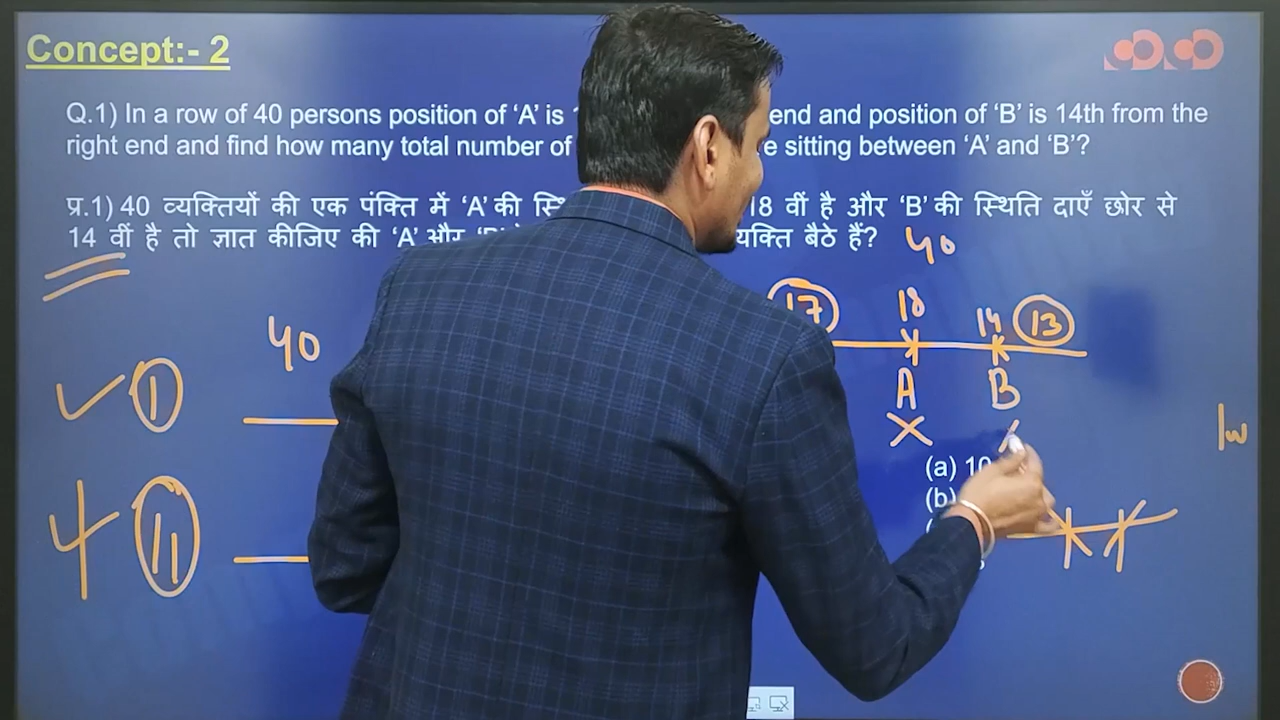 Concept:- 2
Q.1) In a row of 40 persons position of ‘A’ is end and position of ‘B’ is 14th from the
right end and find how many total number of sitting between ‘A’ and ‘B’?
प्र.1) 40 व्यक्तियों की एक पंक्ति में ‘A’ की 18 वीं है और ‘B’ की स्थिति दाएँ छोर से
14 वीं है तो ज्ञात कीजिए की ‘A’ और व्यक्ति बैठे हैं?
40
17 18 14 13
40
A B
1
(a) 10
(b)
11